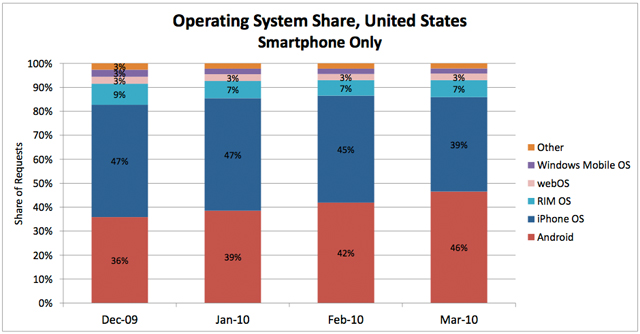 Operating System Share, United States
Smartphone Only
100%
90%
80%
70%
60%
50%
40%
30%
20%
10%
0%
Share of Requests
3%
3%
3%
9%
47%
36%
3%
7%
47%
39%
3%
7%
45%
42%
3%
7%
39%
46%
Dec-09
Jan-10
Feb-10
Mar-10
Other
Windows Mobile OS
webOS
RIM OS
iPhone OS
Android